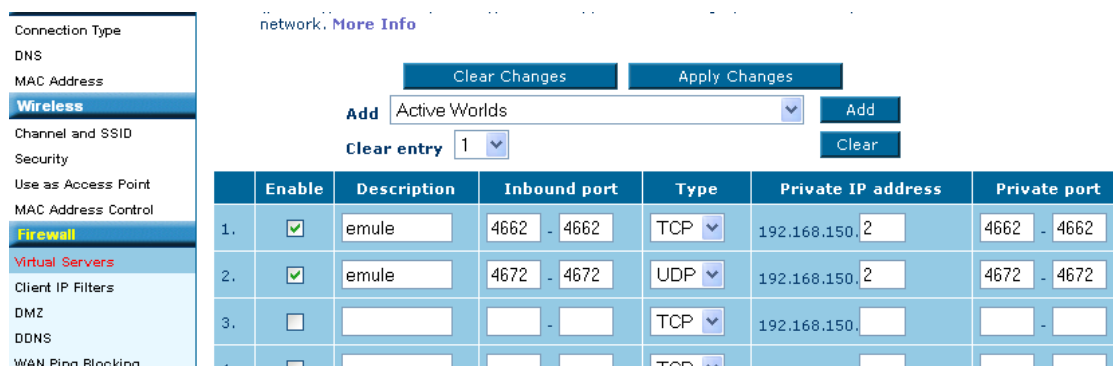 Connection Type
DNS
MAC Address
Wireless
Channel and SSID
Security
Use as Access Point
MAC Address Control
Firewall
Virtual Servers
Client IP Filters
DMZ
DDNS
WAN Ping Blocking
network. More Info
Clear Changes Apply Changes
Add Active Worlds Add
Clear entry 1 Clear
Enable Description Inbound port Type Private IP address Private port
1. emule 4662 - 4662 TCP 192.168.150. 2 4662 - 4662
2. emule 4672 - 4672 UDP 192.168.150. 2 4672 - 4672
3. - TCP 192.168.150. -
TCP